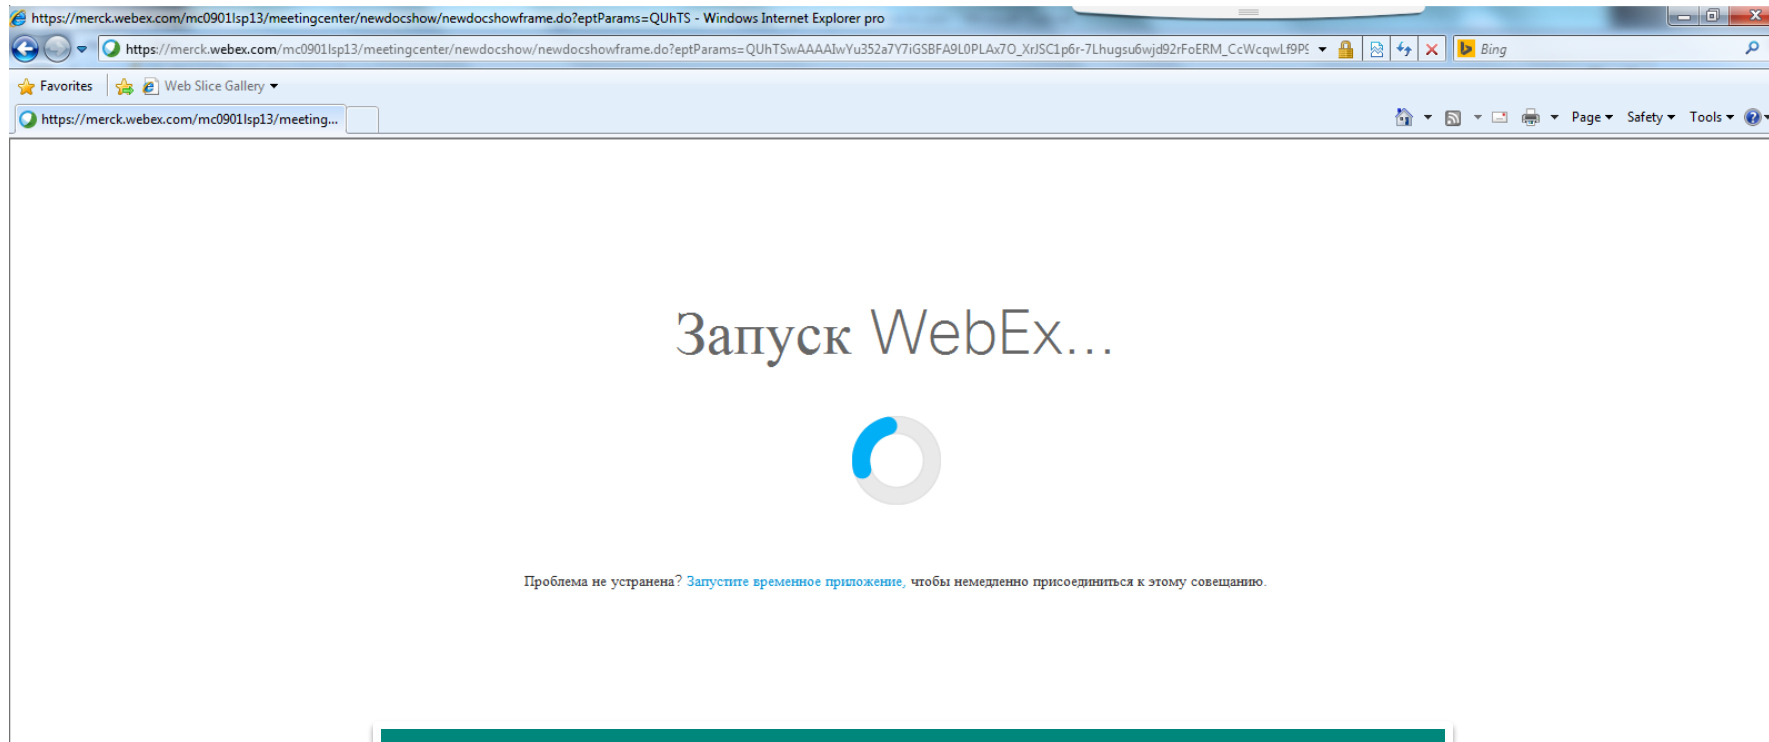 https://merck.webex.com/mc0901lsp13/meetingcenter/newdocshow/newdocshowframe.do?eptParams=QUhTS - Windows Internet Explorer pro
https://merck.webex.com/mc0901lsp13/meetingcenter/newdocshow/newdocshowframe.do?eptParams=QUhTSwAAAAIwYu352a7Y7iGSBFA9L0PLAx7O_XrJSC1p6r-7Lhugsu6wjd92rFoERM_CcWcqwLf9P9 Bing
Favorites Web Slice Gallery
https://merck.webex.com/mc0901lsp13/meeting... Page Safety Tools
Запуск WebEx...
Проблема не устранена? Запустите временное приложение, чтобы немедленно присоединиться к этому совещанию.